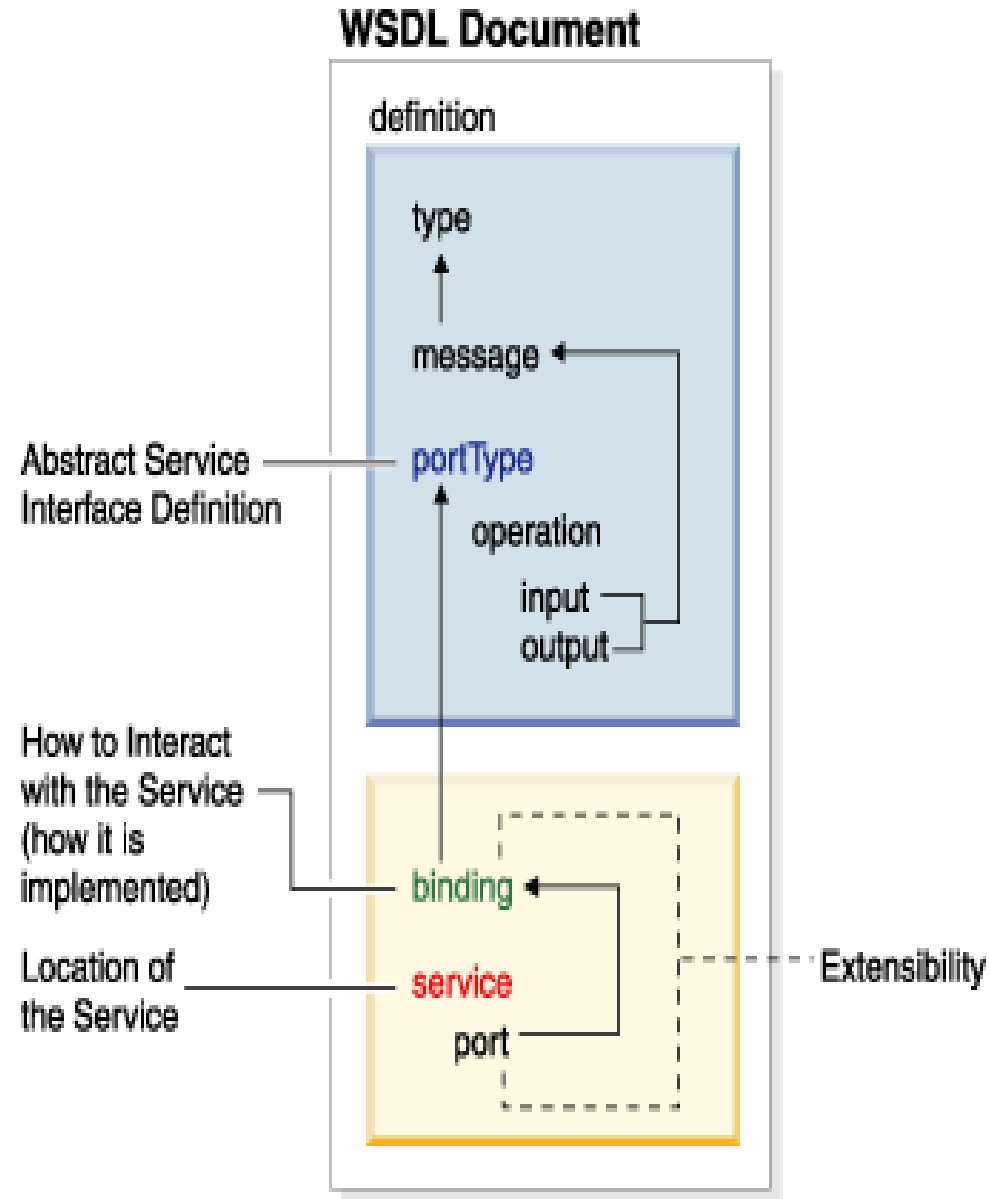 WSDL Document
definition
type
message
Abstract Service
Interface Definition
portType
operation
input
output
How to Interact
with the Service
(how it is
implemented)
binding
Location of
the Service
service
port
Extensibility